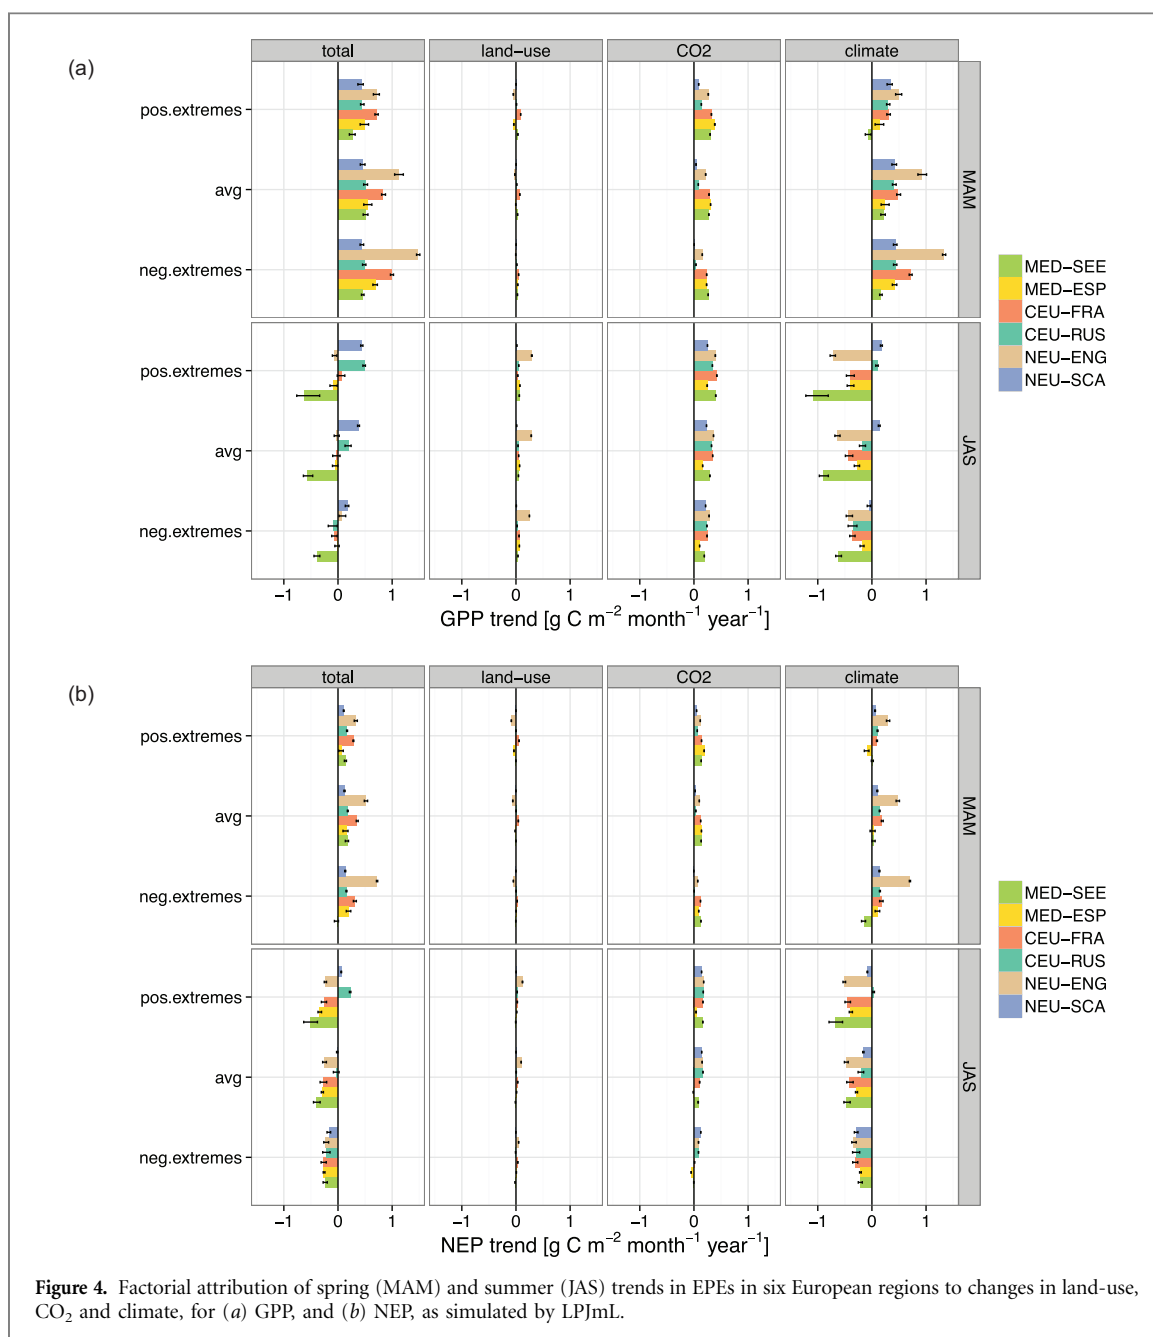 (a)
total land-use CO2 climate
pos.extremes
avg
neg.extremes
MAM
pos.extremes
avg
neg.extremes
JAS
−1 0 1 −1 0 1 −1 0 1 −1 0 1
GPP trend [g C m⁻² month⁻¹ year⁻¹]
MED−SEE
MED−ESP
CEU−FRA
CEU−RUS
NEU−ENG
NEU−SCA
(b)
total land-use CO2 climate
pos.extremes
avg
neg.extremes
MAM
pos.extremes
avg
neg.extremes
JAS
−1 0 1 −1 0 1 −1 0 1 −1 0 1
NEP trend [g C m⁻² month⁻¹ year⁻¹]
MED−SEE
MED−ESP
CEU−FRA
CEU−RUS
NEU−ENG
NEU−SCA
Figure 4. Factorial attribution of spring (MAM) and summer (JAS) trends in EPEs in six European regions to changes in land-use,
CO₂ and climate, for (a) GPP, and (b) NEP, as simulated by LPJmL.